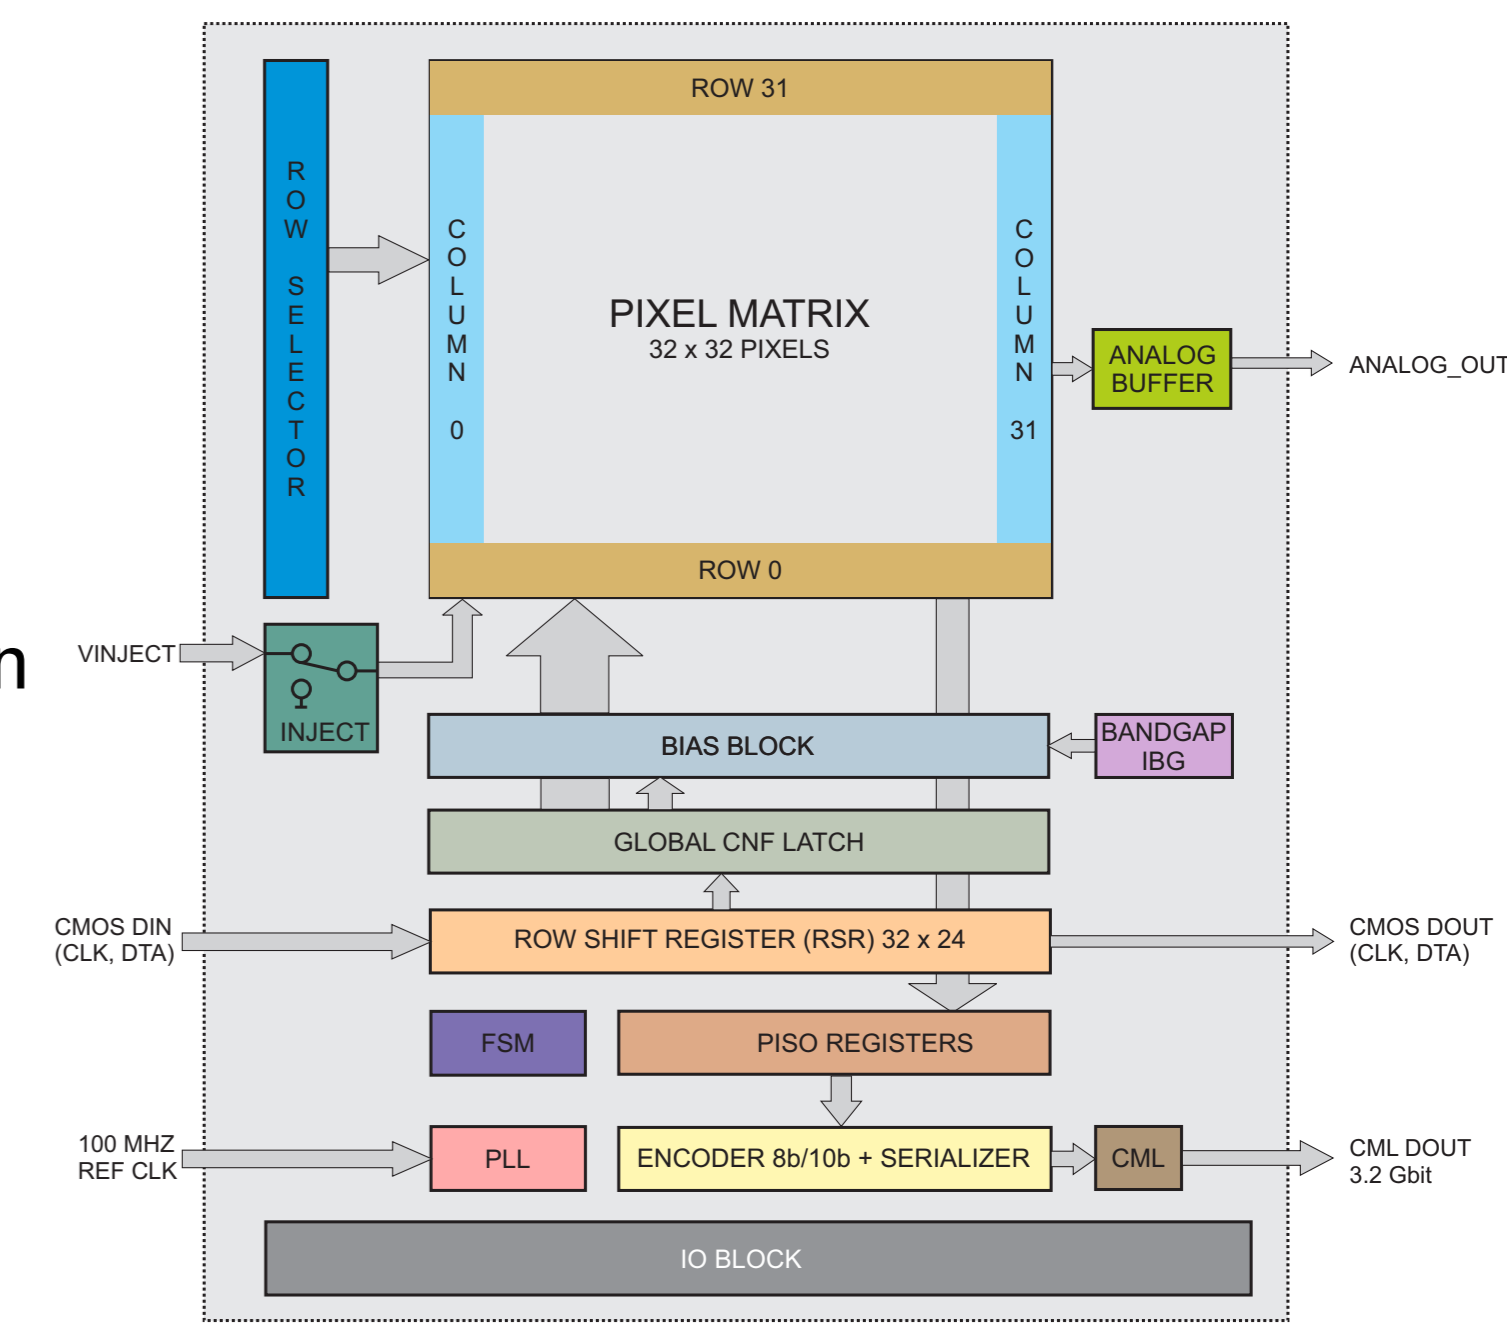 ROW 31
ROW SELECTOR
COLUMN 0
COLUMN 31
PIXEL MATRIX
32 x 32 PIXELS
ANALOG
BUFFER
ANALOG_OUT
ROW 0
n
VINJECT
INJECT
BIAS BLOCK
BANDGAP
IBG
GLOBAL CNF LATCH
CMOS DIN
(CLK, DTA)
ROW SHIFT REGISTER (RSR) 32 x 24
CMOS DOUT
(CLK, DTA)
FSM
PISO REGISTERS
100 MHZ
REF CLK
PLL
ENCODER 8b/10b + SERIALIZER
CML
CML DOUT
3.2 Gbit
IO BLOCK